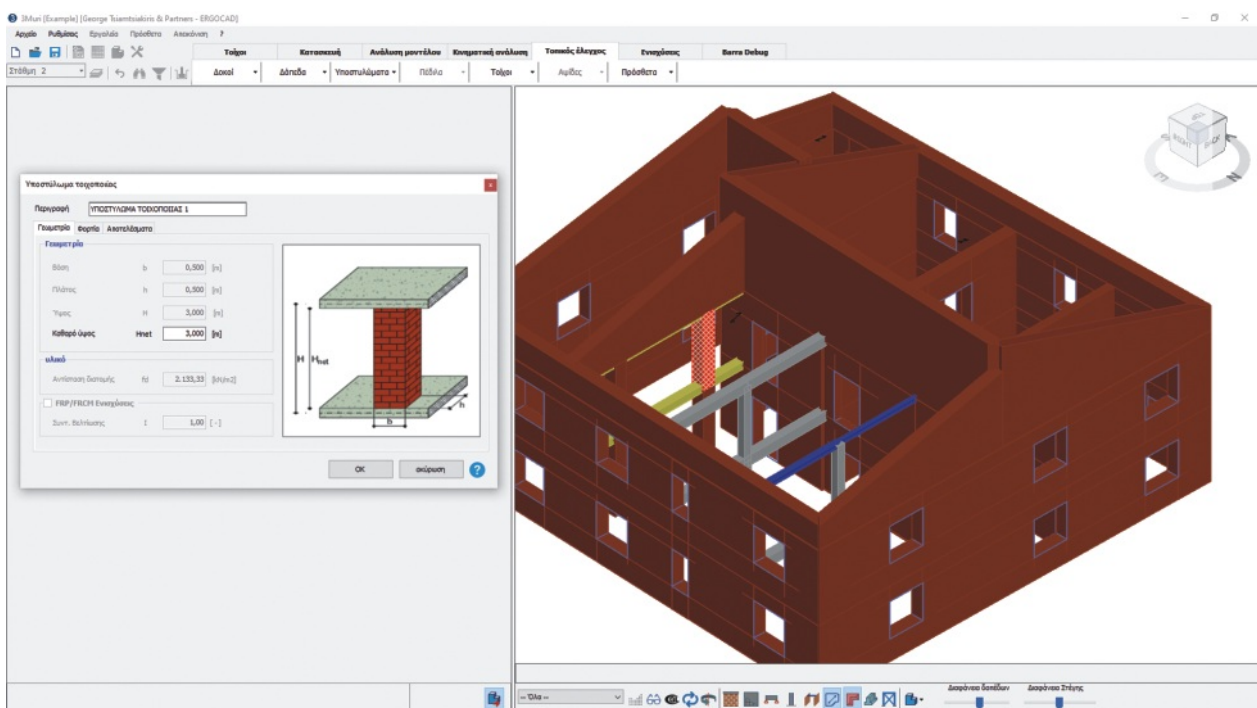 3Muri [Example] [George Tsiamtsiakiris & Partners - ERGOCAD]
Αρχείο Ρυθμίσεις Εργαλεία Πρόσθετα Απεικόνιση ?
Τοίχοι Κατασκευή Ανάλυση μοντέλου Κινηματική ανάλυση Τοπικός έλεγχος Ενισχύσεις Barra Debug
Στάθμη 2 Δοκοί Δάπεδα Υποστυλώματα Πέδιλα Τοίχοι Αψίδες Πρόσθετα
Υποστύλωμα τοιχοποιίας
Περιγραφή ΥΠΟΣΤΥΛΩΜΑ ΤΟΙΧΟΠΟΙΙΑΣ 1
Γεωμετρία Φορτία Αποτελέσματα
Γεωμετρία
Βάση b 0,500 [m]
Πλάτος h 0,500 [m]
Ύψος H 3,000 [m]
Καθαρό ύψος Hnet 3,000 [m]
υλικό
Αντίσταση διατομής fd 2.133,33 [kN/m2]
FRP/FRCM Ενισχύσεις
Συντ. Βελτίωσης I 1,00 [-]
H Hnet
h
b
OK ακύρωση ?
BACK
E N
-- Όλα --
Διαφάνεια δαπέδων Διαφάνεια Στέγης